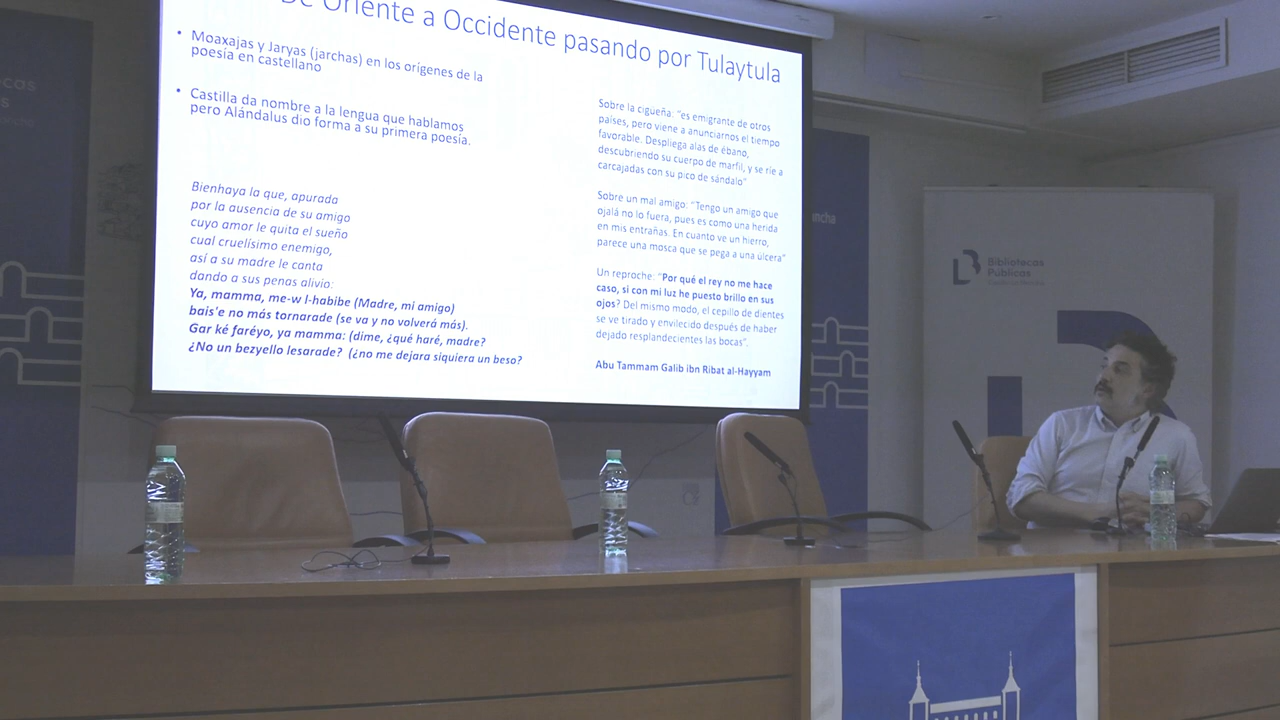 De Oriente a Occidente pasando por Tulaytula
• Moaxajas y Jaryas (jarchas) en los orígenes de la
poesía en castellano
• Castilla da nombre a la lengua que hablamos
pero Alándalus dio forma a su primera poesía.
Bienhaya la que, apurada
por la ausencia de su amigo
cuyo amor le quita el sueño
cual cruelísimo enemigo,
así a su madre le canta
dando a sus penas alivio:
Ya, mamma, me-w l-habibe (Madre, mi amigo)
bais'e no más tornarade (se va y no volverá más).
Gar ké faréyo, ya mamma: (dime, ¿qué haré, madre?
¿No un bezyello lesarade? (¿no me dejara siquiera un beso?
Sobre la cigueña: "es emigrante de otros
países, pero viene a anunciarnos el tiempo
favorable. Despliega alas de ébano,
descubriendo su cuerpo de marfil, y se ríe a
carcajadas con su pico de sándalo"
Sobre un mal amigo: "Tengo un amigo que
ojalá no lo fuera, pues es como una herida
en mis entrañas. En cuanto ve un hierro,
parece una mosca que se pega a una úlcera"
Un reproche: "Por qué el rey no me hace
caso, si con mi luz he puesto brillo en sus
ojos? Del mismo modo, el cepillo de dientes
se ve tirado y envilecido después de haber
dejado resplandecientes las bocas".
Abu Tammam Galib ibn Ribat al-Hayyam
ncha
Bibliotecas
Públicas